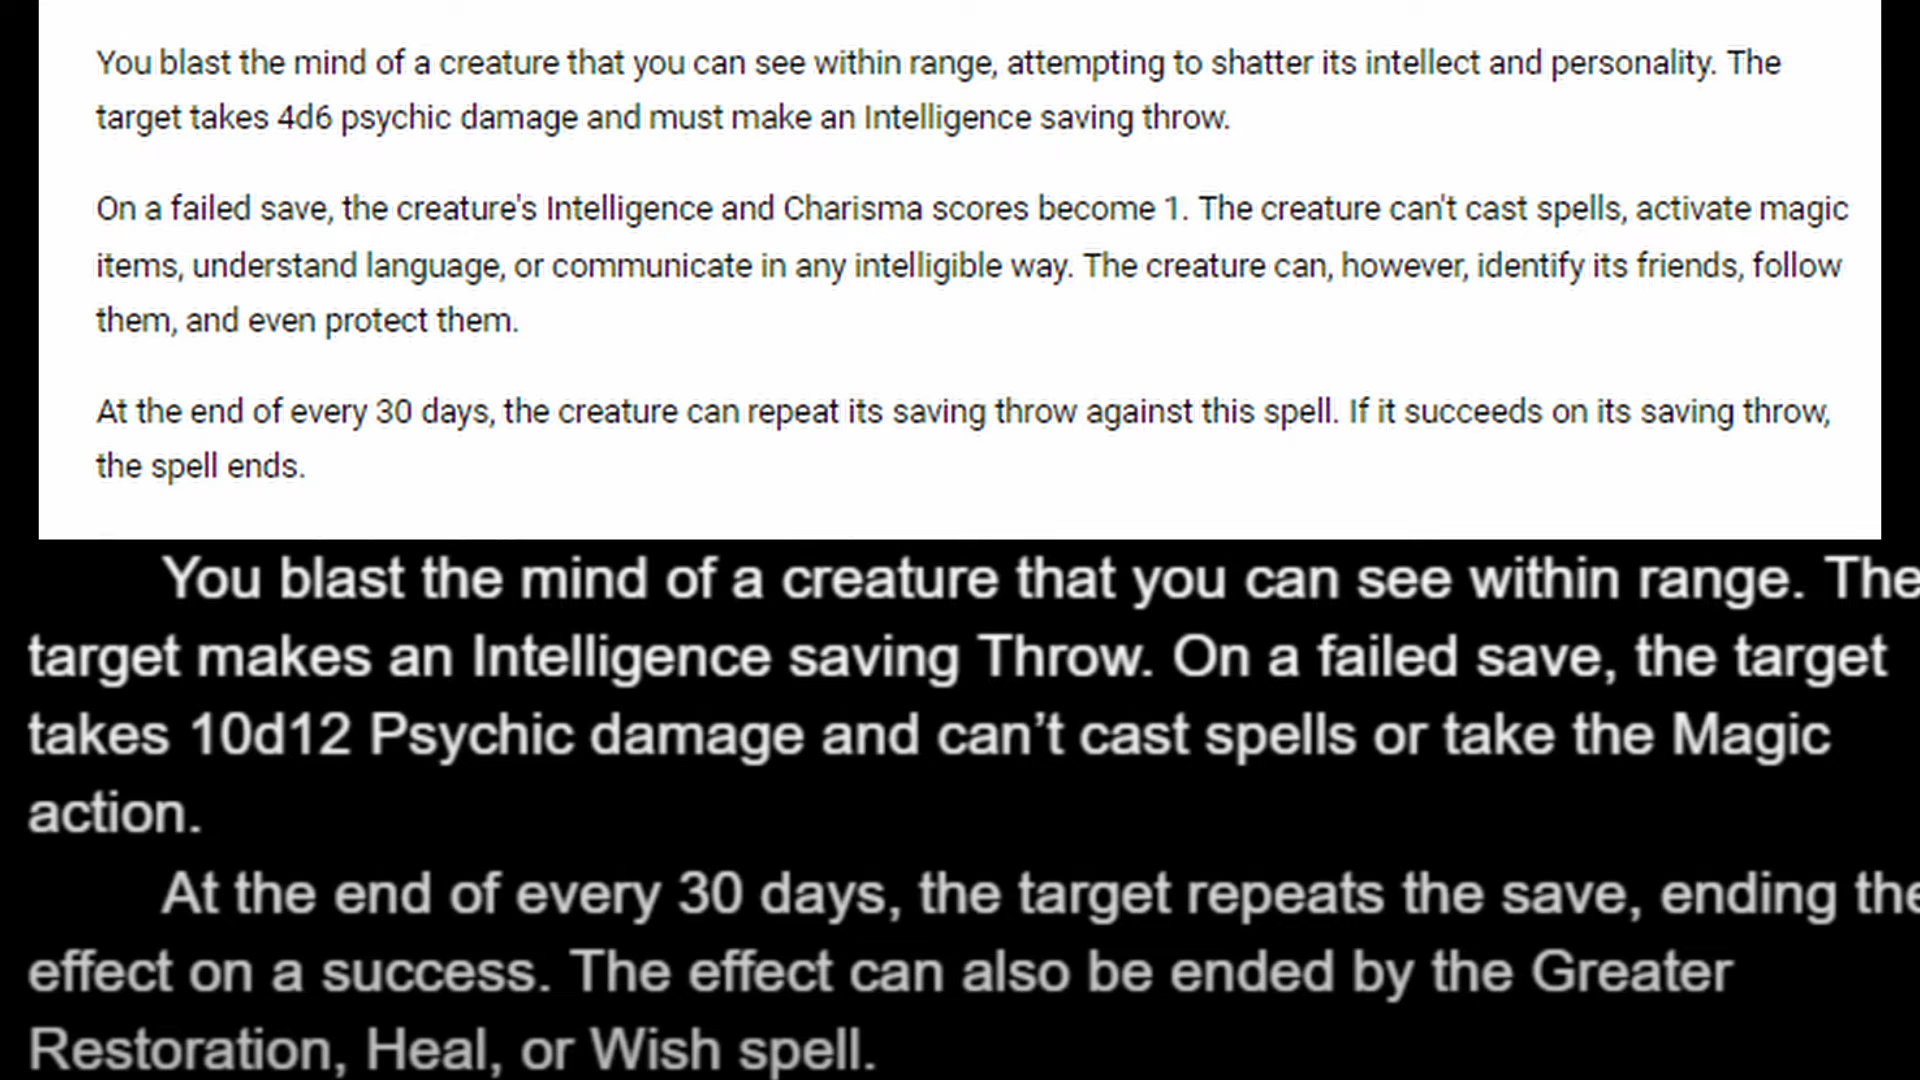 You blast the mind of a creature that you can see within range, attempting to shatter its intellect and personality. The
target takes 4d6 psychic damage and must make an Intelligence saving throw.
On a failed save, the creature's Intelligence and Charisma scores become 1. The creature can't cast spells, activate magic
items, understand language, or communicate in any intelligible way. The creature can, however, identify its friends, follow
them, and even protect them.
At the end of every 30 days, the creature can repeat its saving throw against this spell. If it succeeds on its saving throw,
the spell ends.
You blast the mind of a creature that you can see within range. The
target makes an Intelligence saving Throw. On a failed save, the target
takes 10d12 Psychic damage and can’t cast spells or take the Magic
action.
At the end of every 30 days, the target repeats the save, ending the
effect on a success. The effect can also be ended by the Greater
Restoration, Heal, or Wish spell.